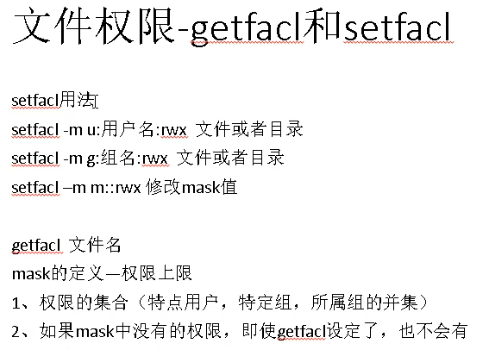 文件权限-getfacl和setfacl
setfacl用法
setfacl -m u:用户名:rwx 文件或者目录
setfacl -m g:组名:rwx 文件或者目录
setfacl –m m::rwx 修改mask值
getfacl 文件名
mask的定义—权限上限
1、权限的集合（特点用户，特定组，所属组的并集）
2、如果mask中没有的权限，即使getfacl设定了，也不会有